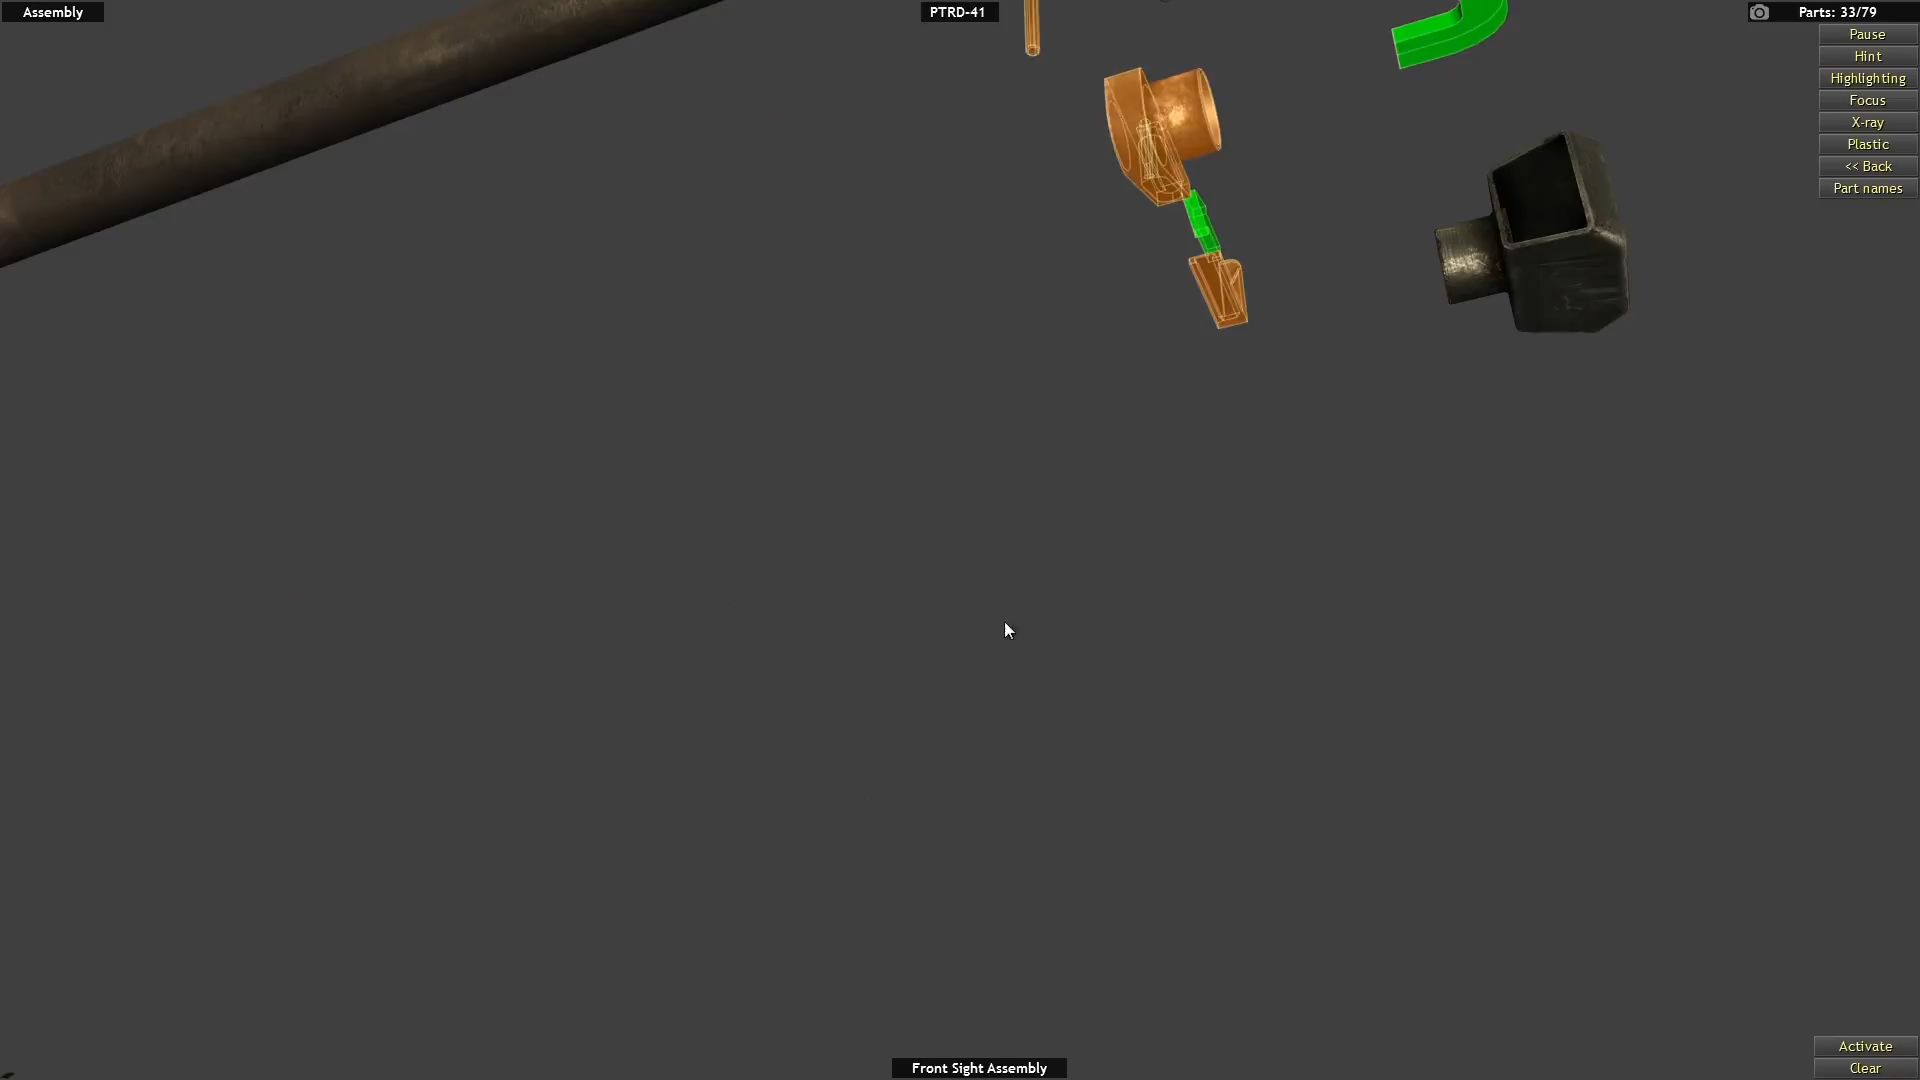 Assembly
PTRD-41
Parts: 33/79
Pause
Hint
Highlighting
Focus
X-ray
Plastic
<< Back
Part names
Front Sight Assembly
Activate
Clear